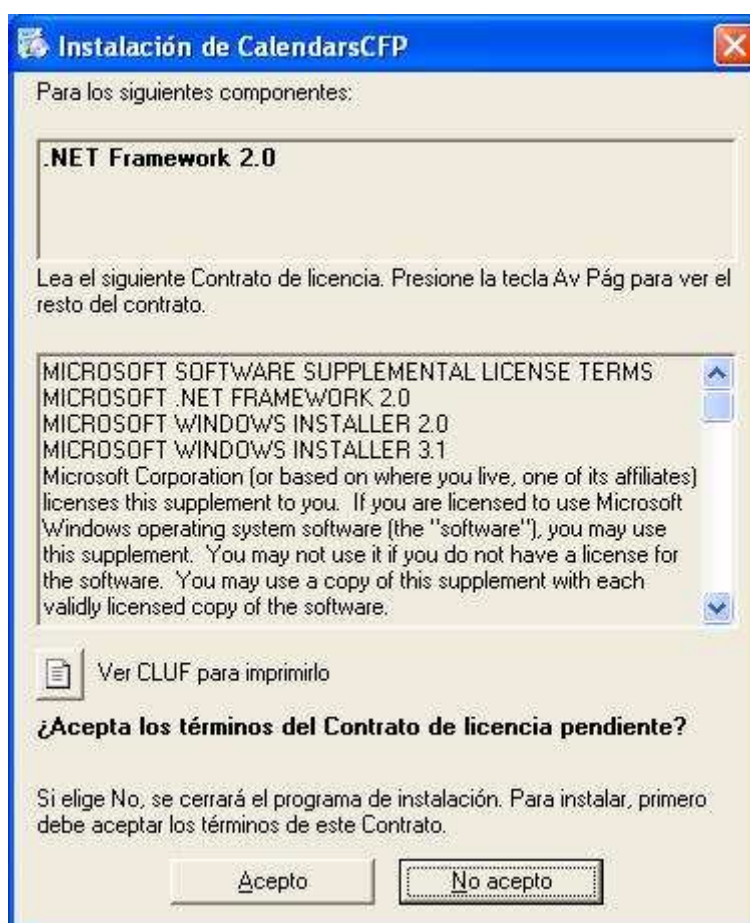 Instalación de CalendarsCFP
Para los siguientes componentes:
.NET Framework 2.0
Lea el siguiente Contrato de licencia. Presione la tecla Av Pág para ver el
resto del contrato.
MICROSOFT SOFTWARE SUPPLEMENTAL LICENSE TERMS
MICROSOFT .NET FRAMEWORK 2.0
MICROSOFT WINDOWS INSTALLER 2.0
MICROSOFT WINDOWS INSTALLER 3.1
Microsoft Corporation (or based on where you live, one of its affiliates)
licenses this supplement to you.  If you are licensed to use Microsoft
Windows operating system software (the "software"), you may use
this supplement.  You may not use it if you do not have a license for
the software.  You may use a copy of this supplement with each
validly licensed copy of the software.
Ver CLUF para imprimirlo
¿Acepta los términos del Contrato de licencia pendiente?
Si elige No, se cerrará el programa de instalación. Para instalar, primero
debe aceptar los términos de este Contrato.
Acepto
No acepto